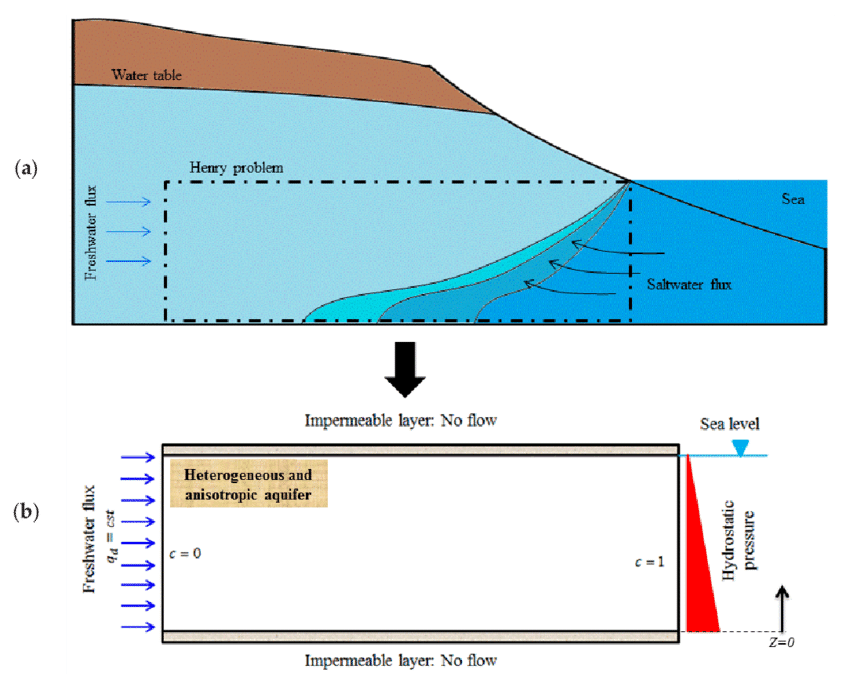 (a)
Water table
Henry problem
Freshwater flux
Sea
Saltwater flux
Impermeable layer: No flow
Sea level
(b)
Freshwater flux
q_d = cst
Heterogeneous and
anisotropic aquifer
c = 0
c = 1
Hydrostatic
pressure
Z=0
Impermeable layer: No flow